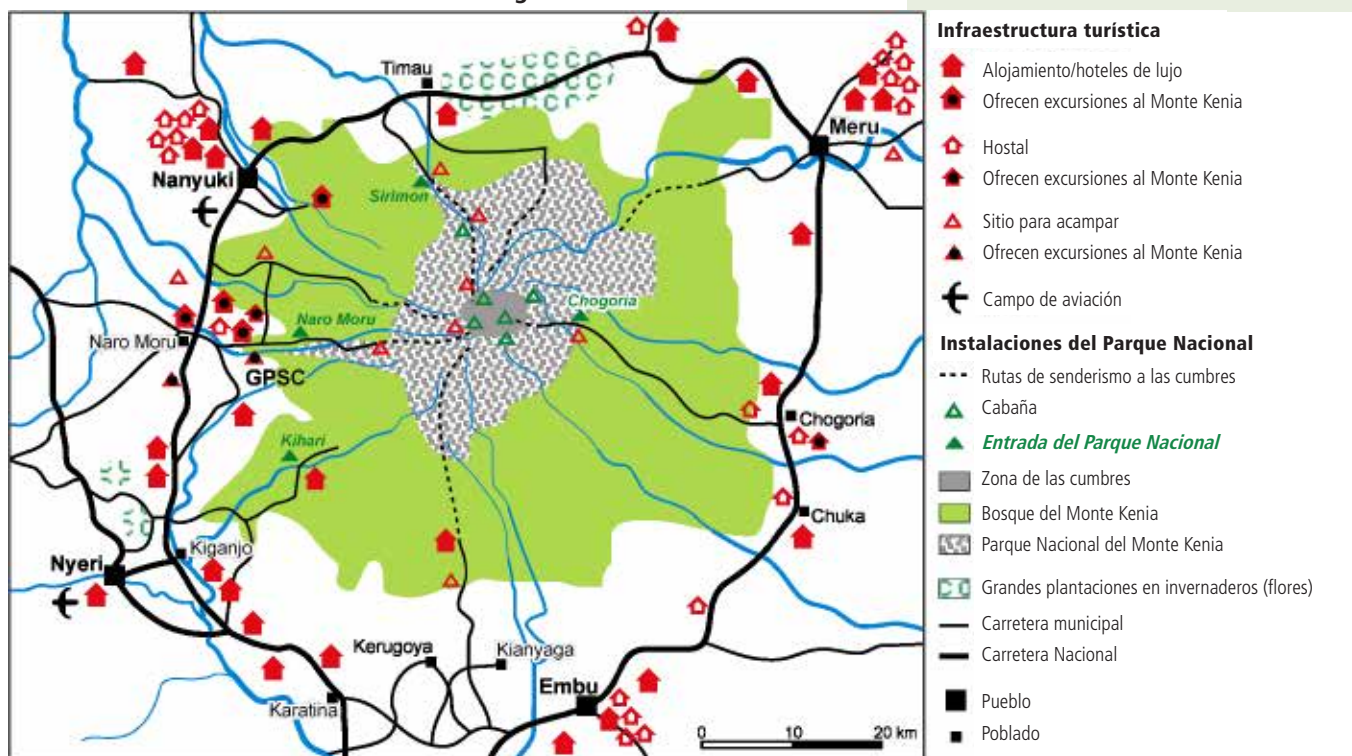 Timau
Meru
Nanyuki
Sirimon
Chogoria
Naro Moru
Naro Moru
GPSC
Chogoria
Kihari
Chuka
Kiganjo
Nyeri
Kerugoya
Kianyaga
Embu
Karatina
0 10 20 km
Infraestructura turística
Alojamiento/hoteles de lujo
Ofrecen excursiones al Monte Kenia
Hostal
Ofrecen excursiones al Monte Kenia
Sitio para acampar
Ofrecen excursiones al Monte Kenia
Campo de aviación
Instalaciones del Parque Nacional
Rutas de senderismo a las cumbres
Cabaña
Entrada del Parque Nacional
Zona de las cumbres
Bosque del Monte Kenia
Parque Nacional del Monte Kenia
Grandes plantaciones en invernaderos (flores)
Carretera municipal
Carretera Nacional
Pueblo
Poblado